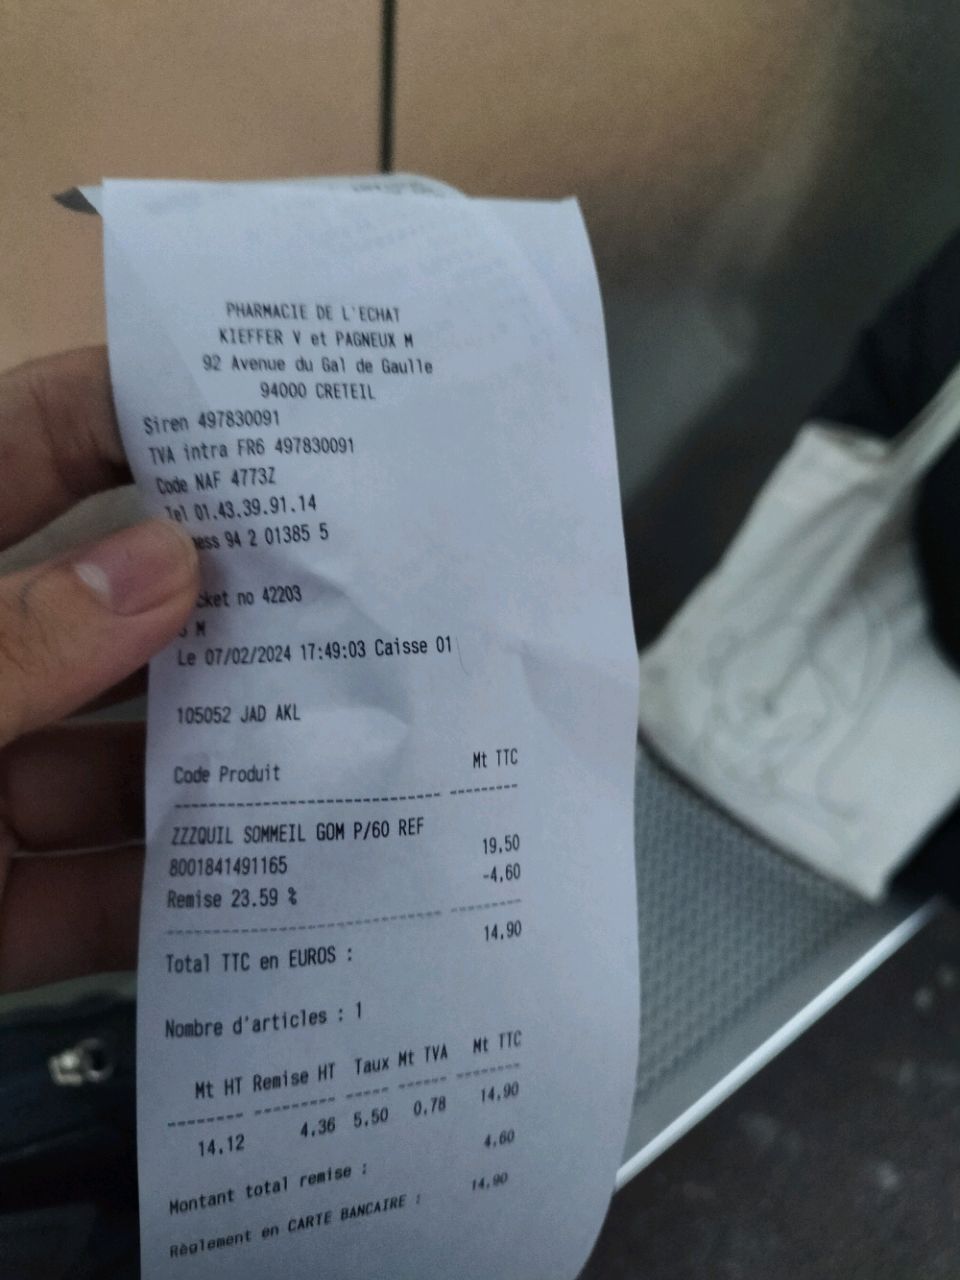 PHARMACIE DE L'ECHAT
KIEFFER V et PAGNEUX M
92 Avenue du Gal de Gaulle
94000 CRETEIL
Siren 497830091
TVA intra FR6 497830091
Code NAF 4773Z
Tel 01.43.39.91.14
ness 94 2 01385 5
cket no 42203
M
Le 07/02/2024 17:49:03 Caisse 01
105052 JAD AKL
Code Produit Mt TTC
ZZZQUIL SOMMEIL GOM P/60 REF
8001841491165 19,50
Remise 23.59 % -4,60
Total TTC en EUROS : 14,90
Nombre d'articles : 1
Mt HT Remise HT Taux Mt TVA Mt TTC
14,12 4,36 5,50 0,78 14,90
Montant total remise : 4,60
Règlement en CARTE BANCAIRE : 14,90